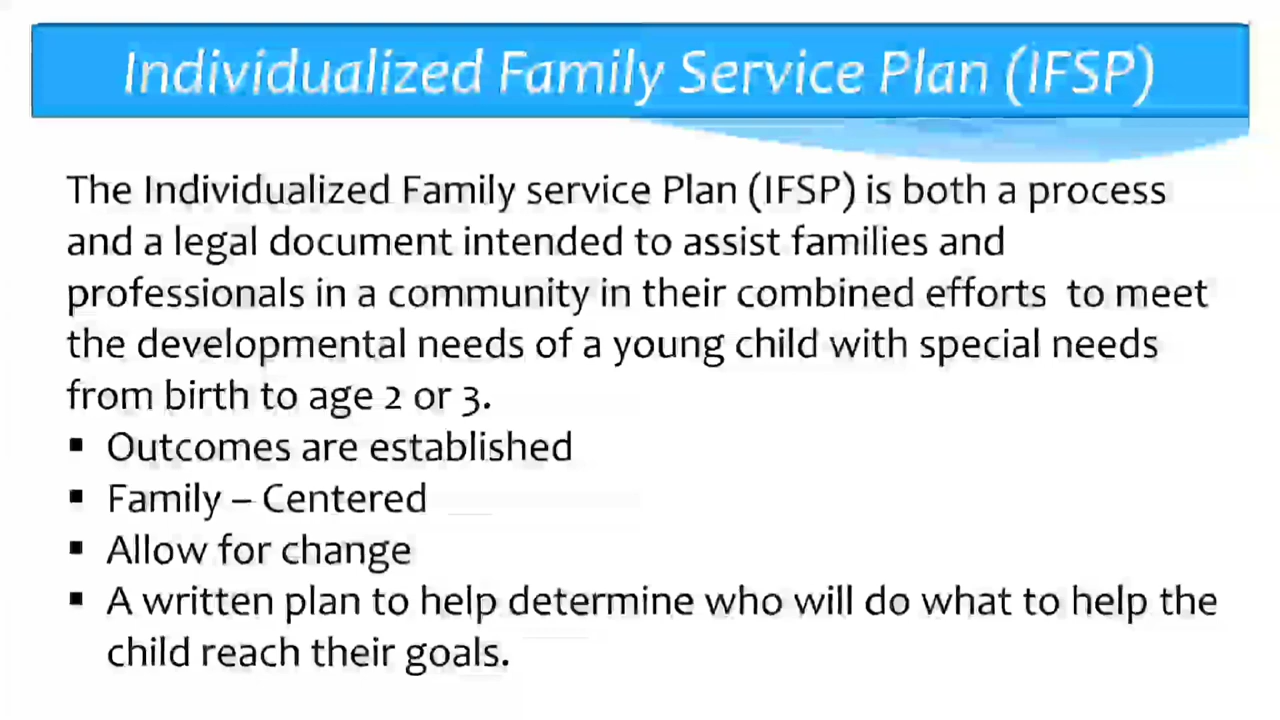 Individualized Family Service Plan (IFSP)
The Individualized Family service Plan (IFSP) is both a process
and a legal document intended to assist families and
professionals in a community in their combined efforts  to meet
the developmental needs of a young child with special needs
from birth to age 2 or 3.
▪ Outcomes are established
▪ Family – Centered
▪ Allow for change
▪ A written plan to help determine who will do what to help the
child reach their goals.